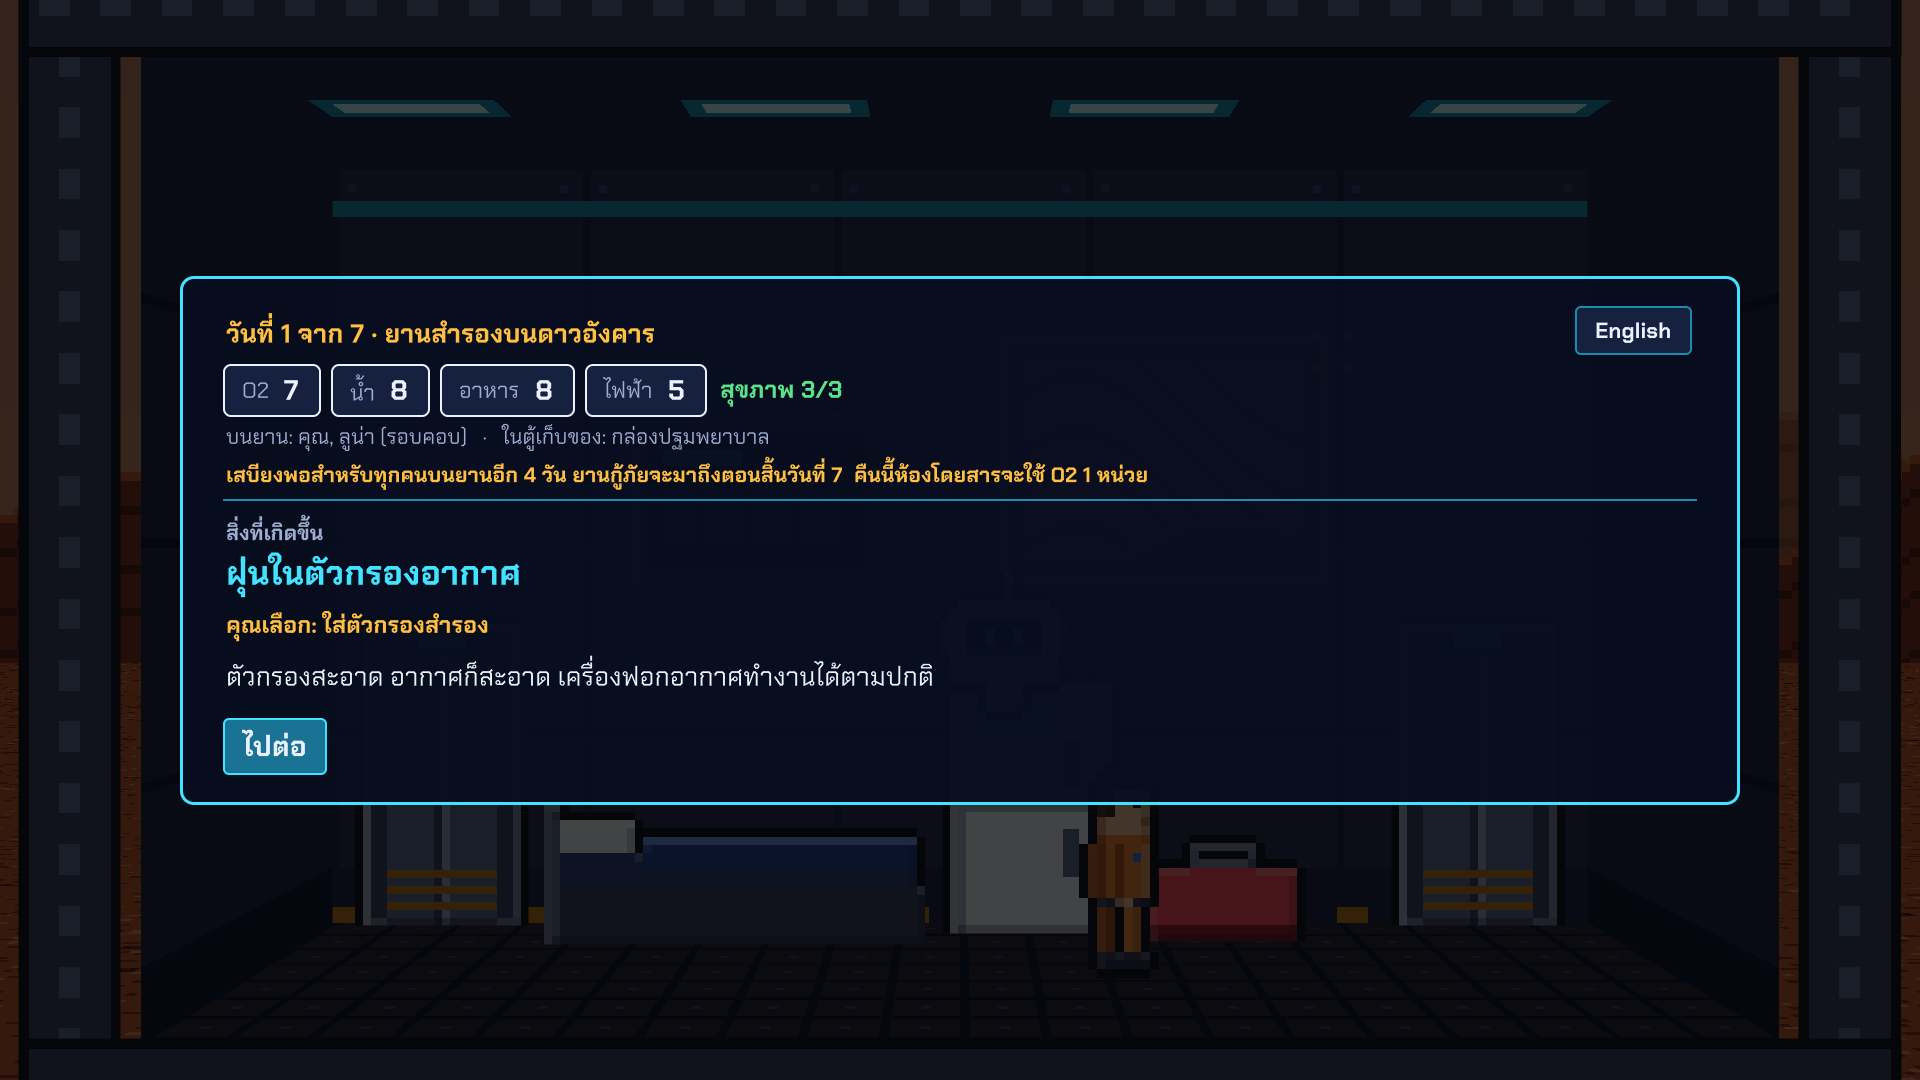 วันที่ 1 จาก 7 · ยานสำรองบนดาวอังคาร
English
O2 7 น้ำ 8 อาหาร 8 ไฟฟ้า 5 สุขภาพ 3/3
บนยาน: คุณ, ลูน่า (รอบคอบ) · ในตู้เก็บของ: กล่องปฐมพยาบาล
เสบียงพอสำหรับทุกคนบนยานอีก 4 วัน ยานกู้ภัยจะมาถึงตอนสิ้นวันที่ 7 คืนนี้ห้องโดยสารจะใช้ O2 1 หน่วย
สิ่งที่เกิดขึ้น
ฝุ่นในตัวกรองอากาศ
คุณเลือก: ใส่ตัวกรองสำรอง
ตัวกรองสะอาด อากาศก็สะอาด เครื่องฟอกอากาศทำงานได้ตามปกติ
ไปต่อ